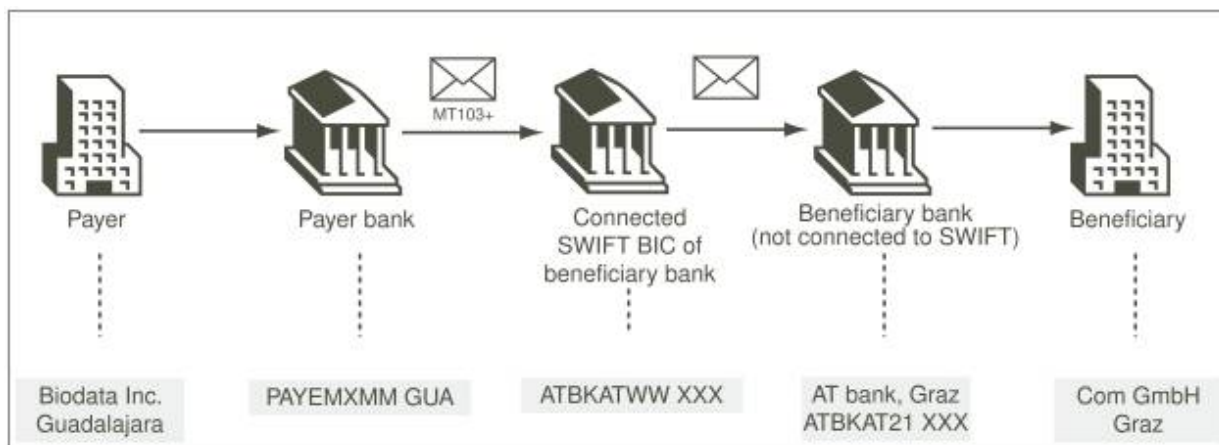 MT103+
Payer
Payer bank
Connected
SWIFT BIC of
beneficiary bank
Beneficiary bank
(not connected to SWIFT)
Beneficiary
Biodata Inc.
Guadalajara
PAYEMXMM GUA
ATBKATWW XXX
AT bank, Graz
ATBKAT21 XXX
Com GmbH
Graz